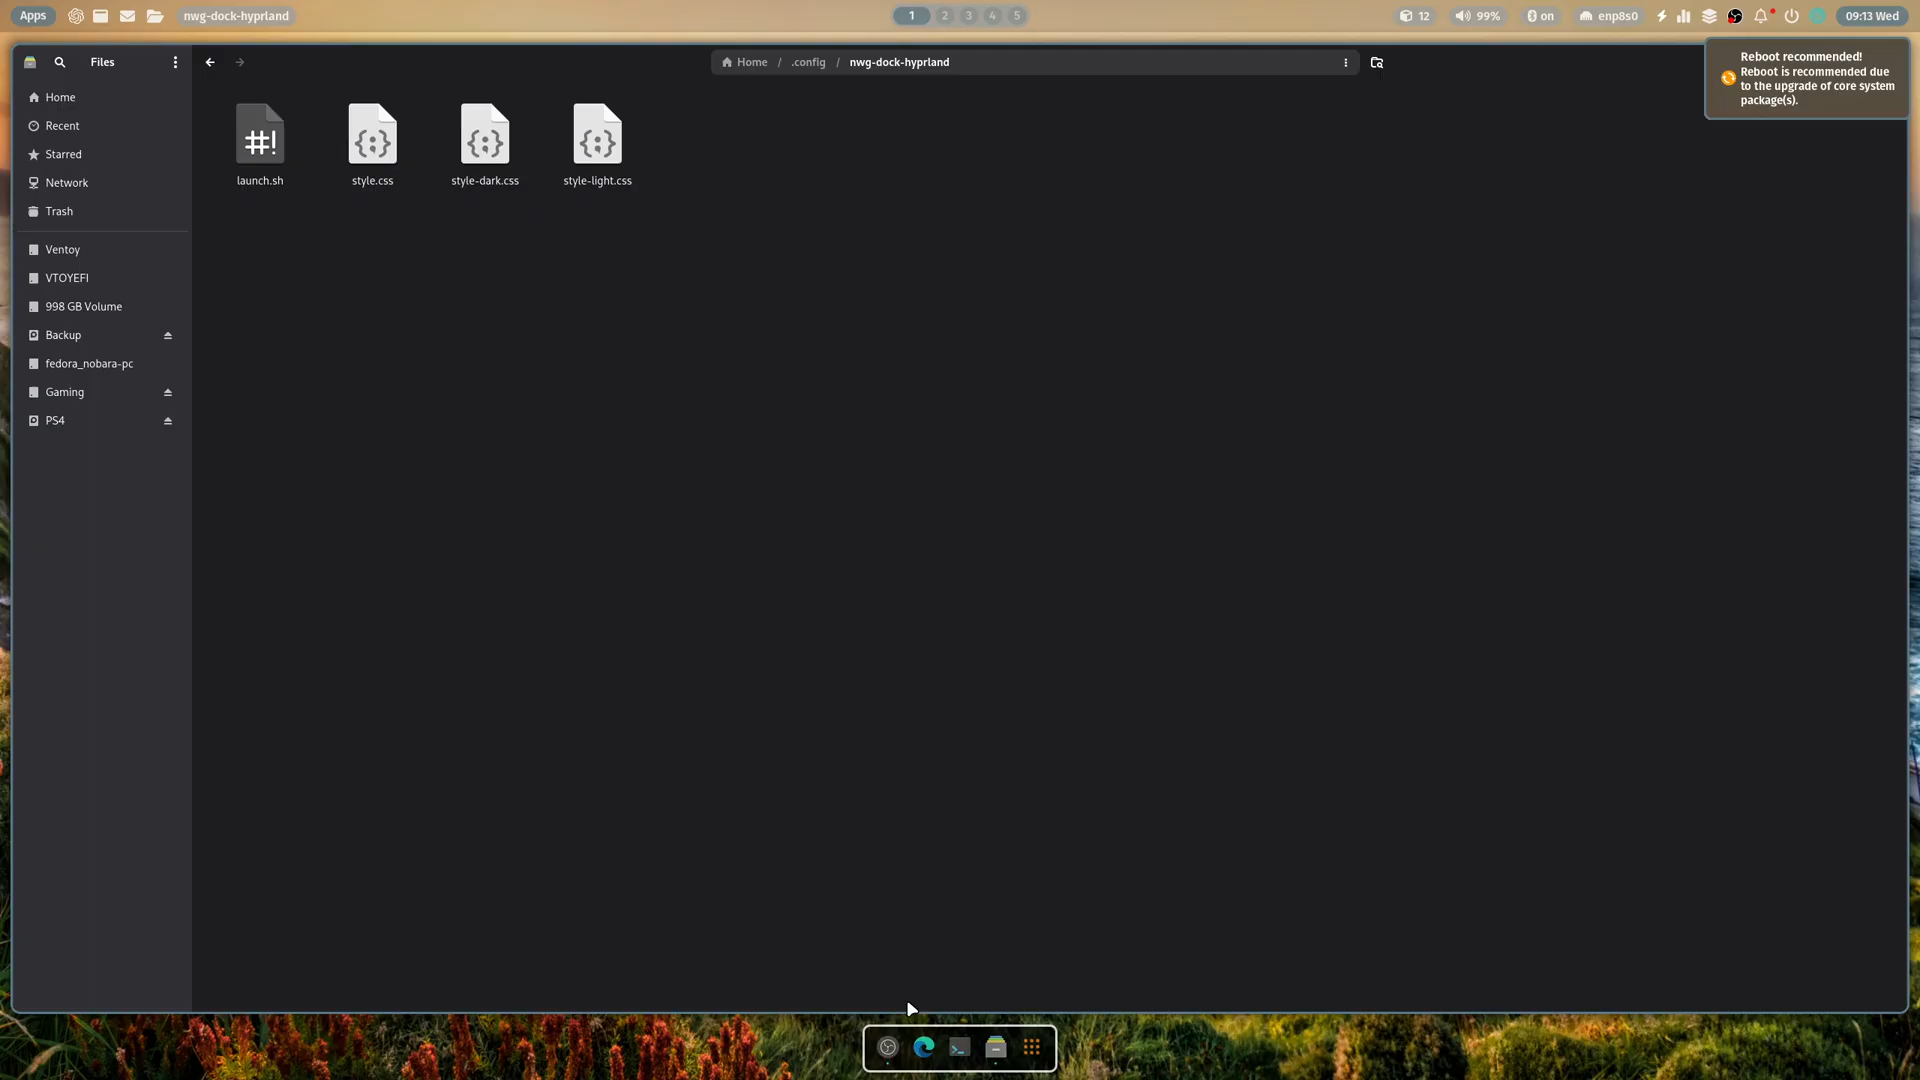 Apps
nwg-dock-hyprland
1 2 3 4 5
12
99%
on
enp8s0
09:13 Wed
Files
Home / .config / nwg-dock-hyprland
Reboot recommended!
Reboot is recommended due
to the upgrade of core system
package(s).
Home
Recent
Starred
Network
Trash
Ventoy
VTOYEFI
998 GB Volume
Backup
fedora_nobara-pc
Gaming
PS4
#!
{;}
{;}
{;}
launch.sh
style.css
style-dark.css
style-light.css